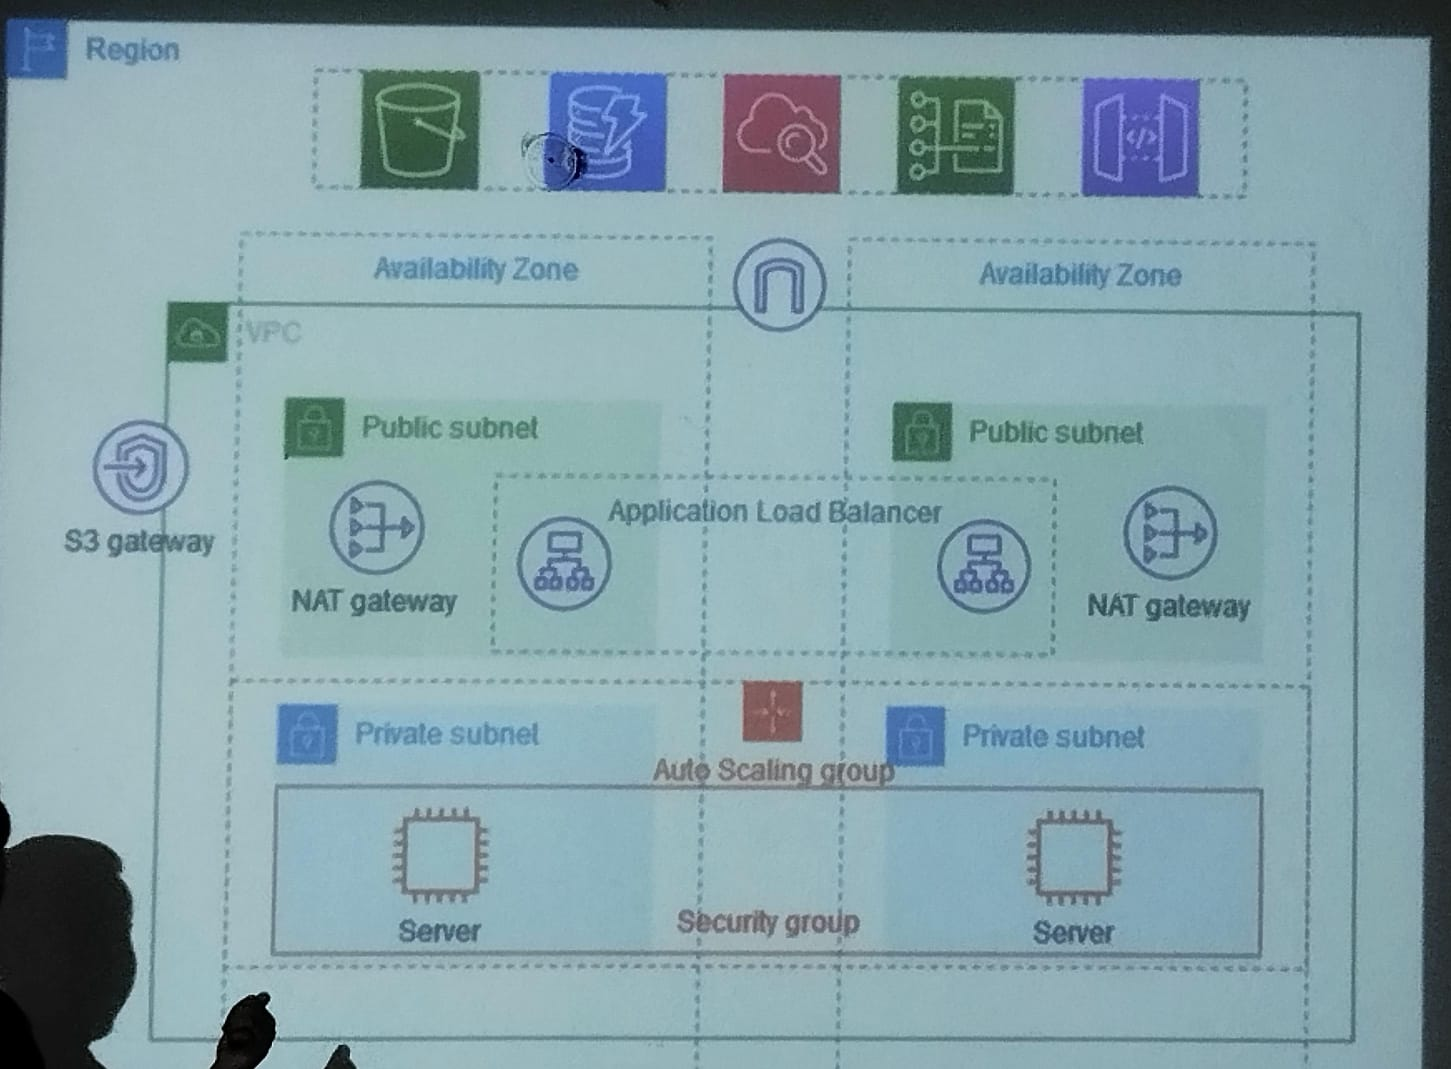 Region
Availability Zone
Availability Zone
VPC
Public subnet
Public subnet
Application Load Balancer
S3 gateway
NAT gateway
NAT gateway
Private subnet
Private subnet
Auto Scaling group
Security group
Server
Server